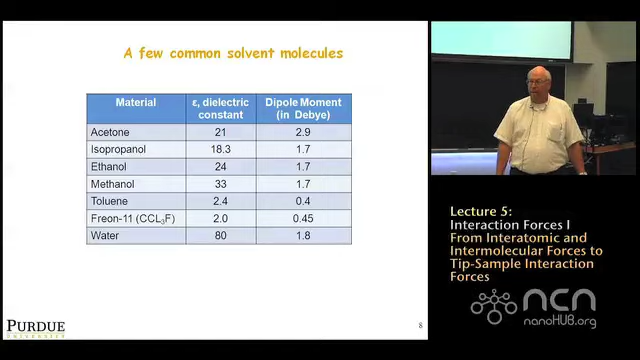 A few common solvent molecules
Material ε, dielectric constant Dipole Moment (in Debye)
Acetone 21 2.9
Isopropanol 18.3 1.7
Ethanol 24 1.7
Methanol 33 1.7
Toluene 2.4 0.4
Freon-11 (CCL₃F) 2.0 0.45
Water 80 1.8
Lecture 5:
Interaction Forces I
From Interatomic and
Intermolecular Forces to
Tip-Sample Interaction
Forces
ncn
nanoHUB.org
PURDUE
UNIVERSITY
8